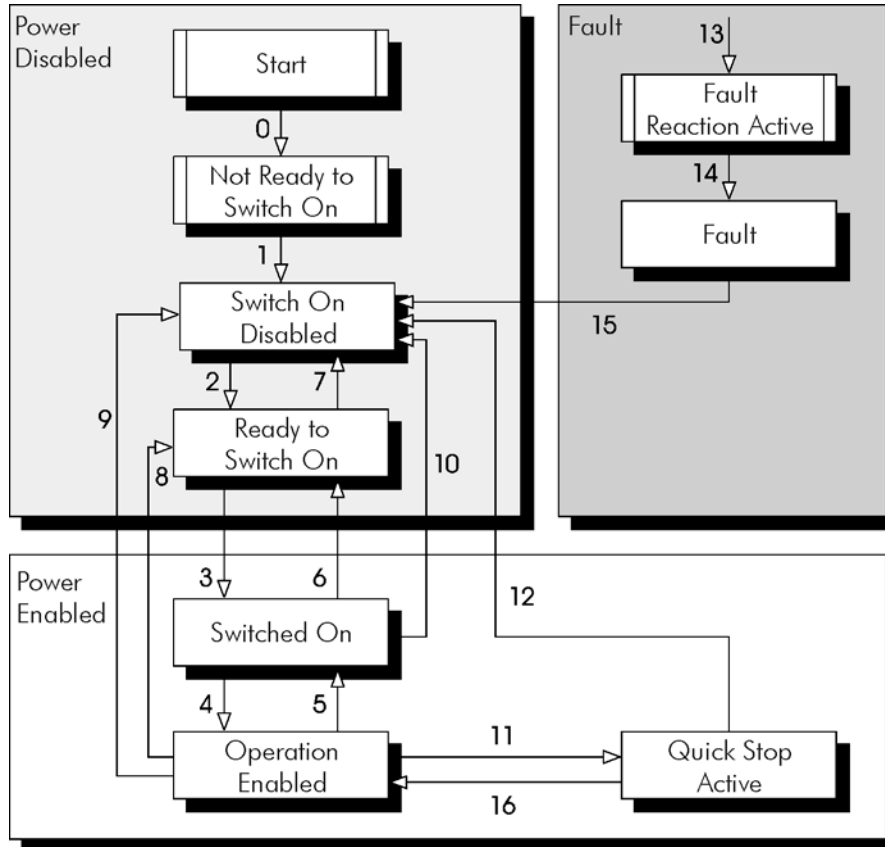 Power
Disabled
Start
0
Not Ready to
Switch On
1
Switch On
Disabled
2
7
9
Ready to
Switch On
8
10
Fault
13
Fault
Reaction Active
14
Fault
15
Power
Enabled
3
6
12
Switched On
4
5
Operation
Enabled
11
16
Quick Stop
Active